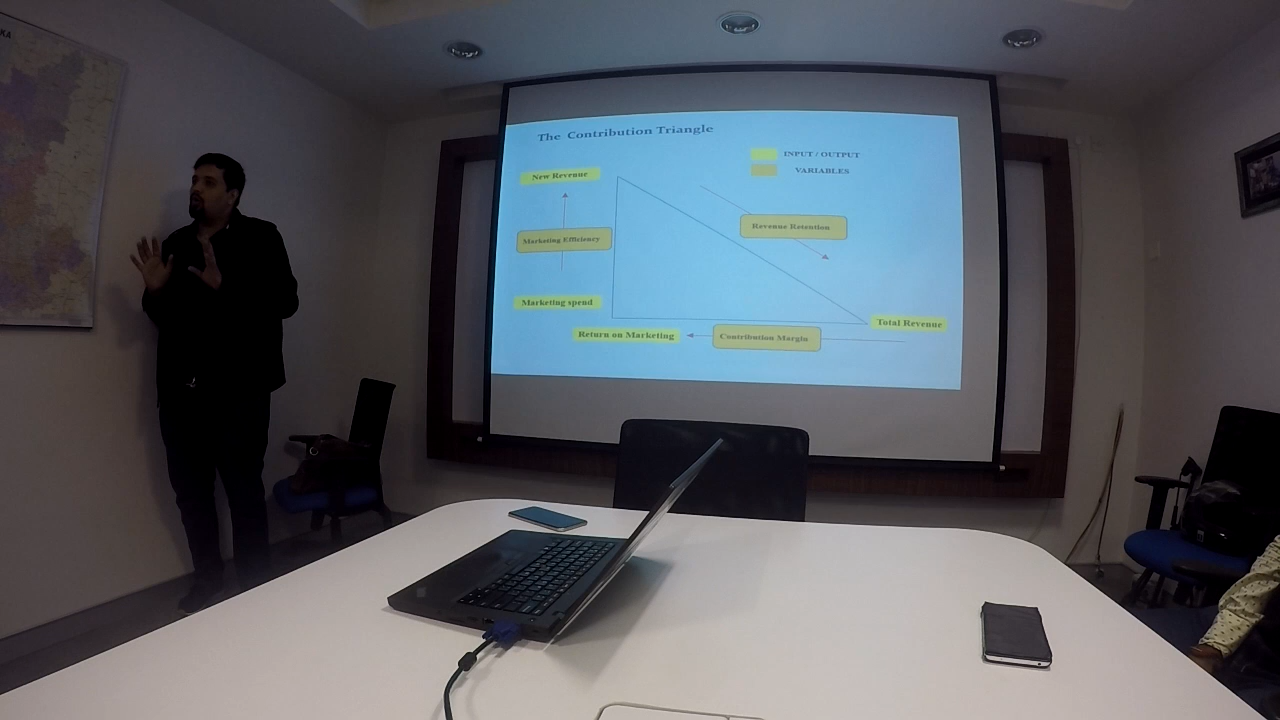 KA
The Contribution Triangle
INPUT / OUTPUT
VARIABLES
New Revenue
Revenue Retention
Marketing Efficiency
Marketing spend
Total Revenue
Return on Marketing
Contribution Margin